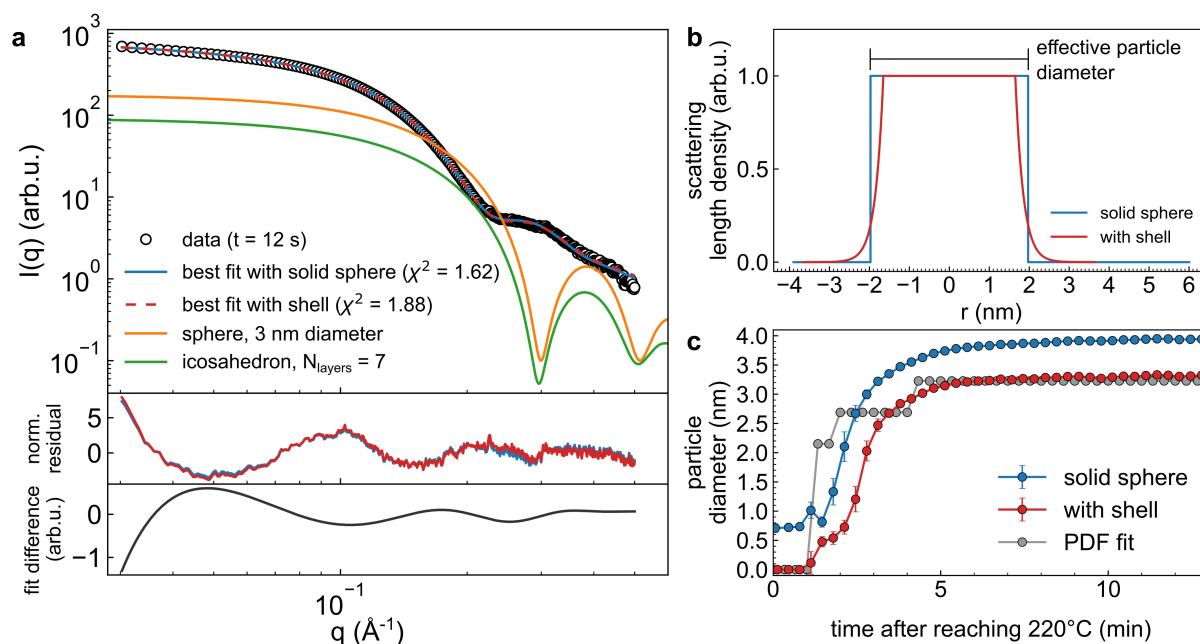 a
10³
10²
10¹
10⁰
10⁻¹
I(q) (arb.u.)
data (t = 12 s)
best fit with solid sphere (χ² = 1.62)
best fit with shell (χ² = 1.88)
sphere, 3 nm diameter
icosahedron, N_layers = 7
norm.
residual
5
0
fit difference
(arb.u.)
0
−1
10⁻¹
q (Å⁻¹)
b
effective particle
diameter
scattering
length density (arb.u.)
1.0
0.5
0.0
solid sphere
with shell
−4 −3 −2 −1 0 1 2 3 4 5 6
r (nm)
c
particle
diameter (nm)
4.0
3.5
3.0
2.5
2.0
1.5
1.0
0.5
0.0
solid sphere
with shell
PDF fit
0 5 10
time after reaching 220°C (min)